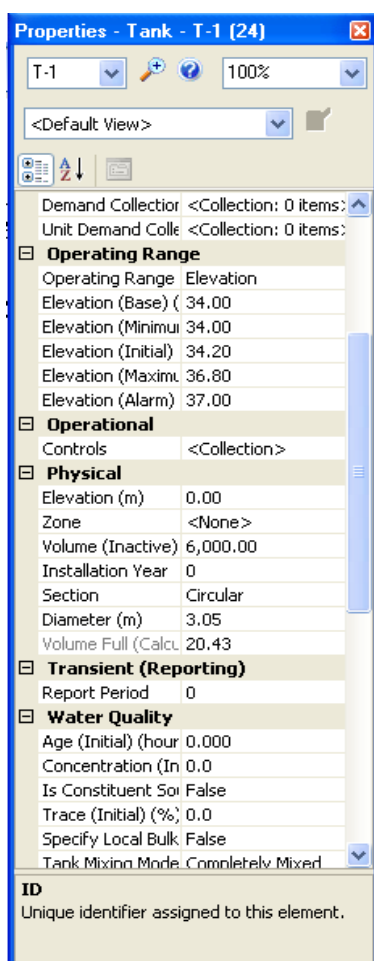 Properties - Tank - T-1 (24)
T-1 100%
<Default View>
Demand Collection <Collection: 0 items>
Unit Demand Colle <Collection: 0 items>
Operating Range
Operating Range Elevation
Elevation (Base) ( 34.00
Elevation (Minimu 34.00
Elevation (Initial) 34.20
Elevation (Maximu 36.80
Elevation (Alarm) 37.00
Operational
Controls <Collection>
Physical
Elevation (m) 0.00
Zone <None>
Volume (Inactive) 6,000.00
Installation Year 0
Section Circular
Diameter (m) 3.05
Volume Full (Calcu 20.43
Transient (Reporting)
Report Period 0
Water Quality
Age (Initial) (hour 0.000
Concentration (In 0.0
Is Constituent Sou False
Trace (Initial) (%) 0.0
Specify Local Bulk False
Tank Mixing Mode Completely Mixed
ID
Unique identifier assigned to this element.